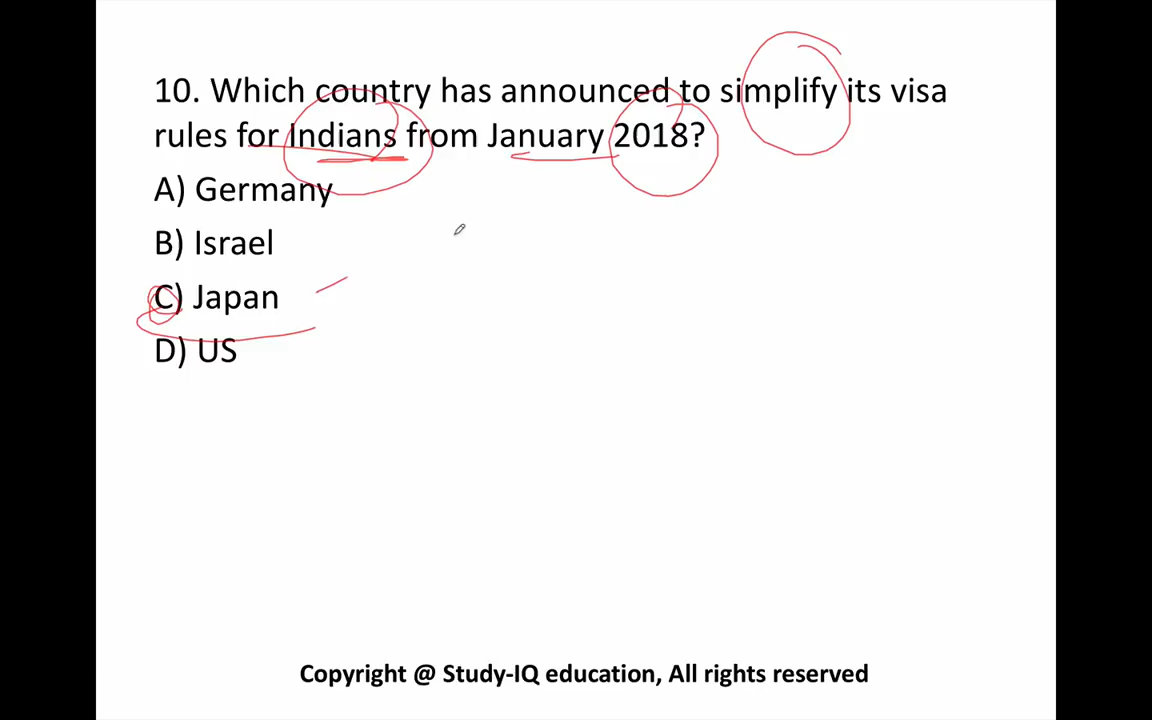 10. Which country has announced to simplify its visa
rules for Indians from January 2018?
A) Germany
B) Israel
C) Japan
D) US
Copyright @ Study-IQ education, All rights reserved